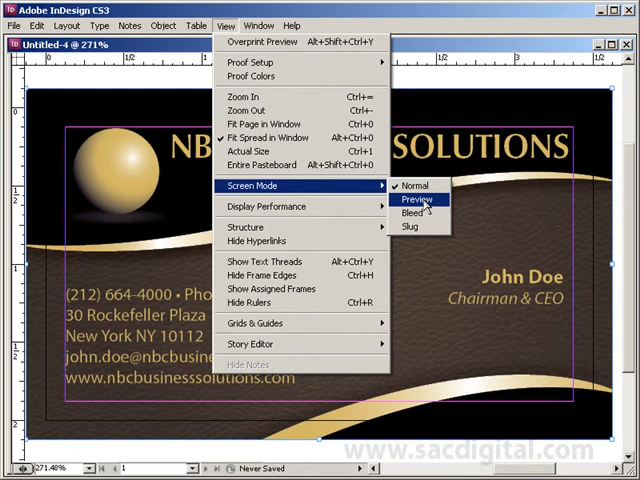 Adobe InDesign CS3
File Edit Layout Type Notes Object Table View Window Help
Untitled-4 @ 271%
Overprint Preview Alt+Shift+Ctrl+Y
Proof Setup
Proof Colors
Zoom In Ctrl+=
Zoom Out Ctrl+-
Fit Page in Window Ctrl+0
Fit Spread in Window Alt+Ctrl+0
Actual Size Ctrl+1
Entire Pasteboard Alt+Shift+Ctrl+0
Screen Mode
Normal
Preview
Bleed
Slug
Display Performance
Structure
Hide Hyperlinks
Show Text Threads Alt+Ctrl+Y
Hide Frame Edges Ctrl+H
Show Assigned Frames
Hide Rulers Ctrl+R
Grids & Guides
Story Editor
Hide Notes
NB SOLUTIONS
John Doe
Chairman & CEO
(212) 664-4000 • Pho
30 Rockefeller Plaza
New York NY 10112
john.doe@nbcbusine
www.nbcbusinesssolutions.com
www.sacdigital.com
271.48% 1 Never Saved